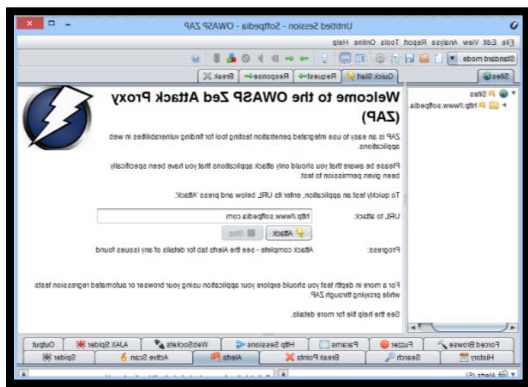 Untitled Session - Softpedia - OWASP ZAP
File Edit View Analyse Report Tools Online Help
Standard mode
Sites
Quick Start Request Response Break
Sites
http://www.softpedia.
Welcome to the OWASP Zed Attack Proxy
(ZAP)
ZAP is an easy to use integrated penetration testing tool for finding vulnerabilities in web
applications.
Please be aware that you should only attack applications that you have been specifically
been given permission to test.
To quickly test an application, enter its URL below and press 'Attack'.
URL to attack: http://www.softpedia.com
Attack Stop
Progress: Attack complete - see the Alerts tab for details of any issues found
For a more in depth test you should explore your application using your browser or automated regression tests
while proxying through ZAP.
See the help file for more details.
Forced Browse Fuzzer Params Http Sessions WebSockets AJAX Spider Output
History Search Break Points Alerts Active Scan Spider
Alerts